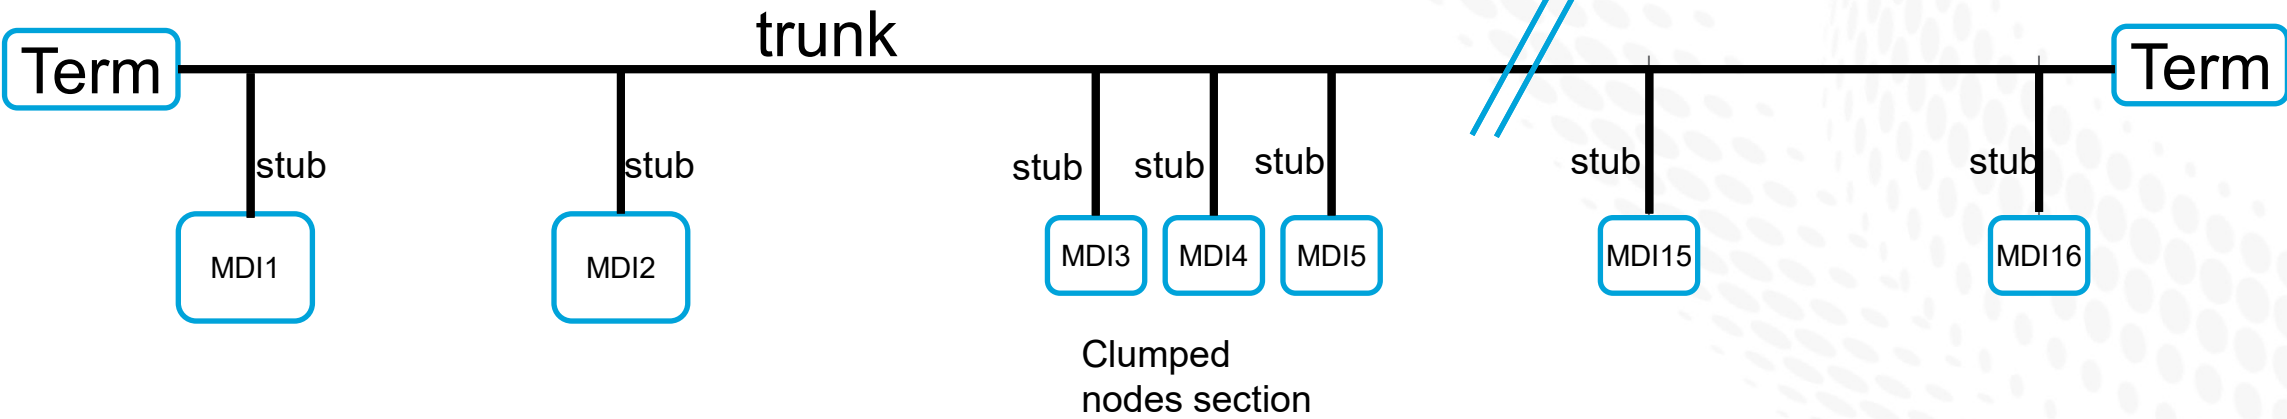 trunk
Term
Term
stub
stub
stub
stub
stub
stub
stub
MDI1
MDI2
MDI3
MDI4
MDI5
MDI15
MDI16
Clumped
nodes section